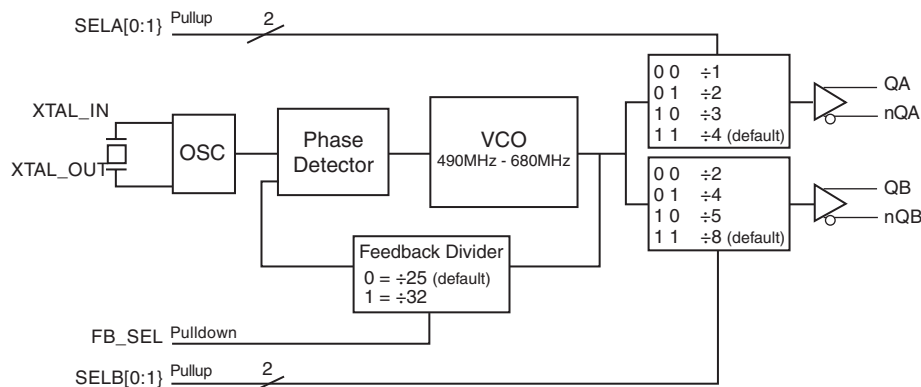 SELA[0:1} Pullup 2
XTAL_IN
XTAL_OUT
OSC
Phase
Detector
VCO
490MHz - 680MHz
0 0 ÷1
0 1 ÷2
1 0 ÷3
1 1 ÷4 (default)
QA
nQA
0 0 ÷2
0 1 ÷4
1 0 ÷5
1 1 ÷8 (default)
QB
nQB
Feedback Divider
0 = ÷25 (default)
1 = ÷32
FB_SEL Pulldown
SELB[0:1} Pullup 2